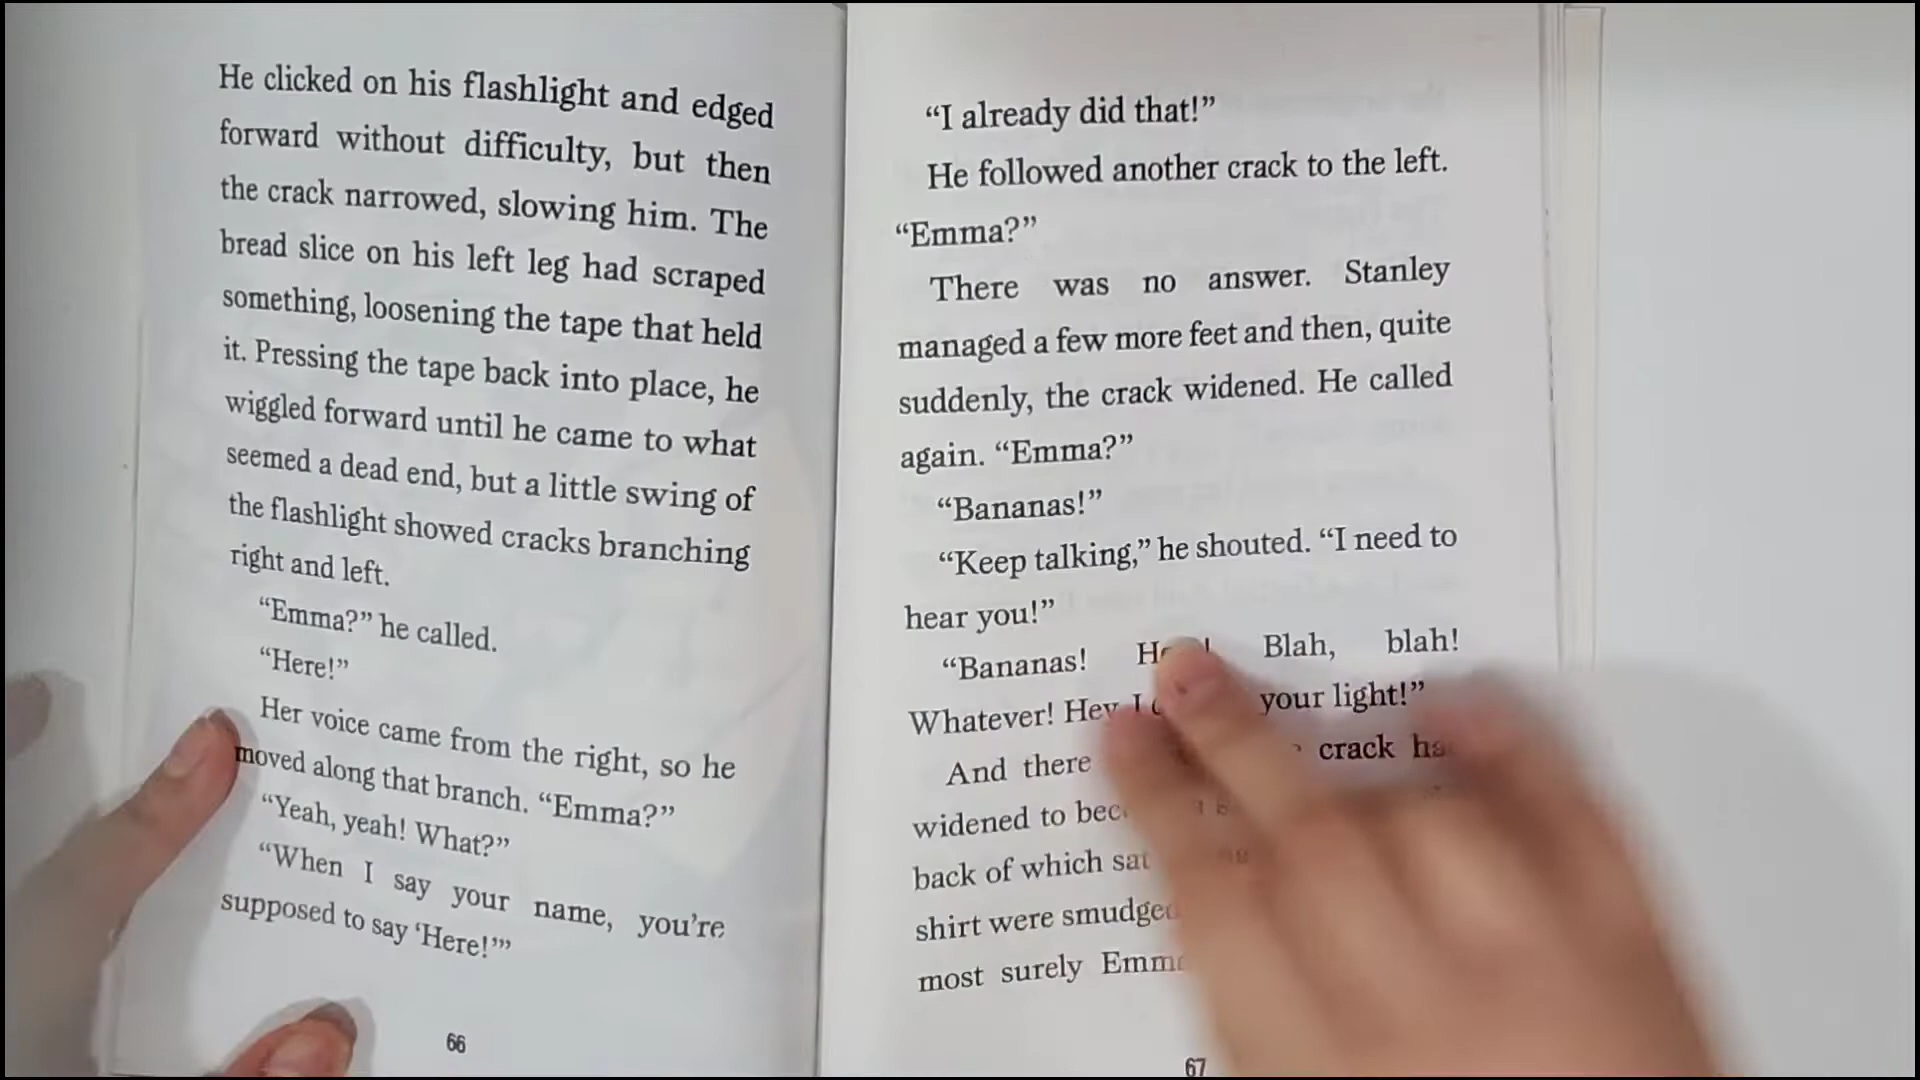 He clicked on his flashlight and edged
forward without difficulty, but then
the crack narrowed, slowing him. The
bread slice on his left leg had scraped
something, loosening the tape that held
it. Pressing the tape back into place, he
wiggled forward until he came to what
seemed a dead end, but a little swing of
the flashlight showed cracks branching
right and left.
“Emma?” he called.
“Here!”
Her voice came from the right, so he
moved along that branch. “Emma?”
“Yeah, yeah! What?”
“When I say your name, you’re
supposed to say ‘Here!’”
66
“I already did that!”
He followed another crack to the left.
“Emma?”
There was no answer. Stanley
managed a few more feet and then, quite
suddenly, the crack widened. He called
again. “Emma?”
“Bananas!”
“Keep talking,” he shouted. “I need to
hear you!”
“Bananas! Blah, blah!
Whatever! Hey I your light!”
And there crack
widened to
back of which sat
shirt were smudged
most surely Emma
67